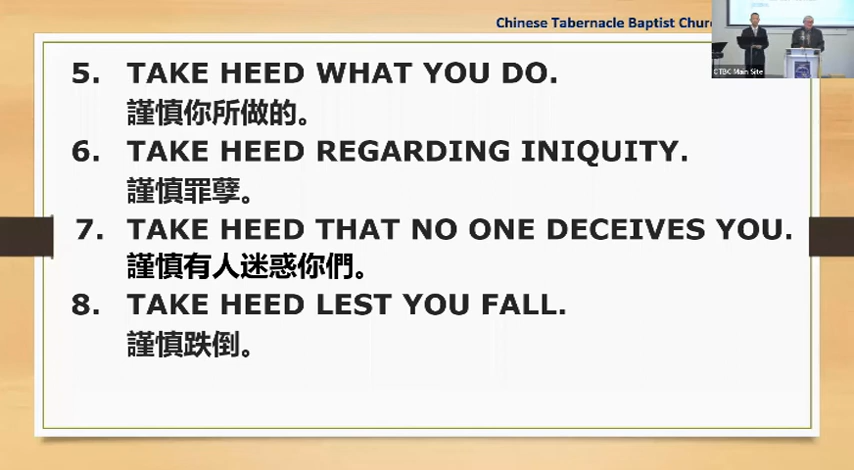 Chinese Tabernacle Baptist Churc
5. TAKE HEED WHAT YOU DO.
謹慎你所做的。
6. TAKE HEED REGARDING INIQUITY.
謹慎罪孽。
7. TAKE HEED THAT NO ONE DECEIVES YOU.
謹慎有人迷惑你們。
8. TAKE HEED LEST YOU FALL.
謹慎跌倒。
CTBC Main Site